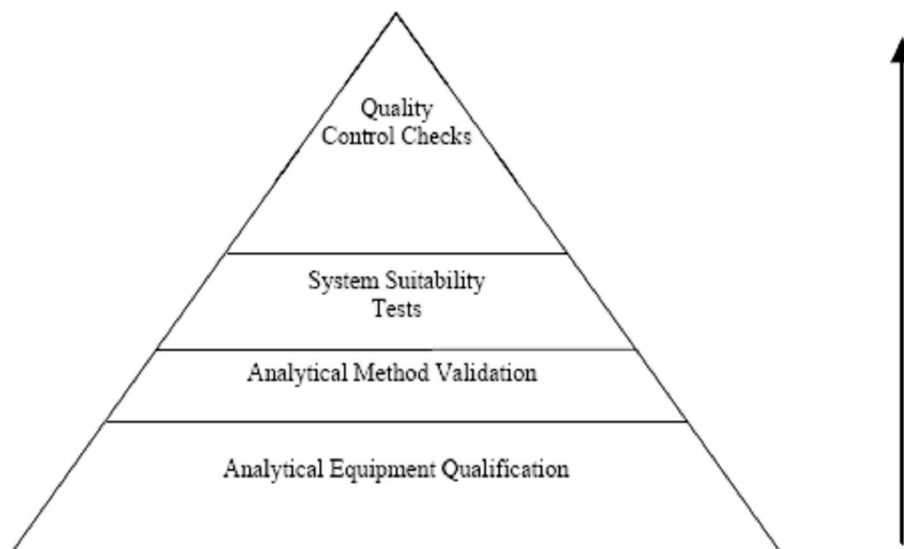 Quality
Control Checks
System Suitability
Tests
Analytical Method Validation
Analytical Equipment Qualification